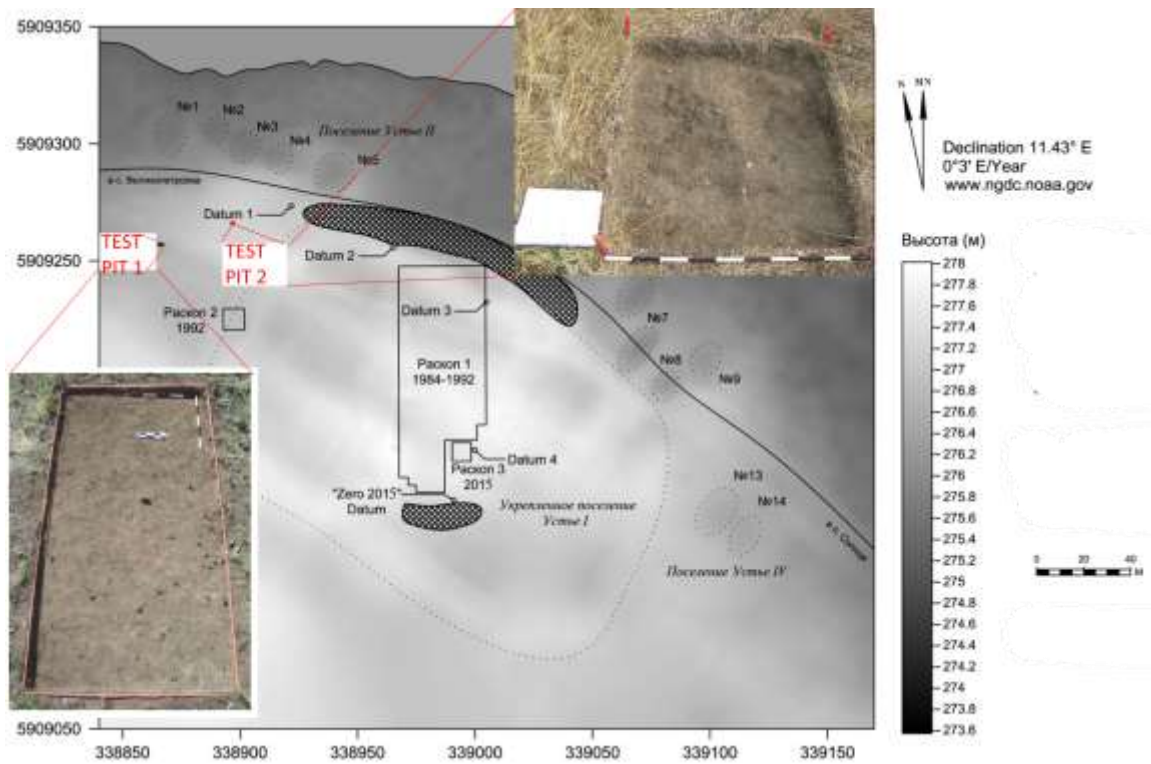 5909350
5909300
5909250
5909050
338850
338900
338950
339000
339050
339100
339150
№1
№2
№3
№4
№5
Поселение Устье II
Datum 1
TEST
PIT 1
TEST
PIT 2
Datum 2
Раскоп 2
1992
Datum 3
Раскоп 1
1984-1992
№7
№8
№9
Datum 4
Раскоп 3
2015
"Zero 2015"
Datum
Укрепленное поселение
Устье I
№13
№14
Поселение Устье IV
N MN
Declination 11.43° E
0°3' E/Year
www.ngdc.noaa.gov
Высота (м)
278
277.8
277.6
277.4
277.2
277
276.8
276.6
276.4
276.2
276
275.8
275.6
275.4
275.2
275
274.8
274.6
274.4
274.2
274
273.8
273.6
0 20 40
м